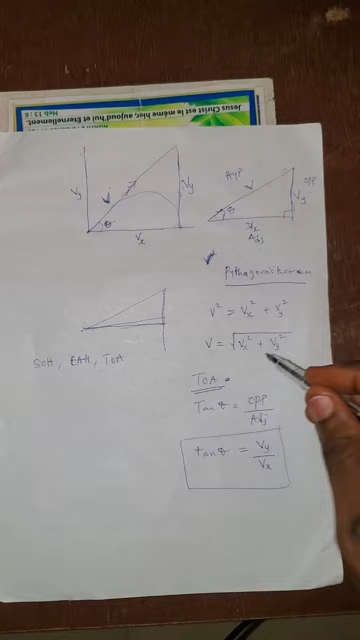 Jesus Christ est le même hier, aujourd'hui et Eternellement.
Heb 13 : 8
Vy
V
Vy
θ
Vx
Hyp
V
opp
Vy
θ
Vx
Adj
Pythagoras theorem
V² = Vx² + Vy²
V = √Vx² + Vy²
SOH, CAH, TOA
TOA
Tan θ = opp/Adj
tan θ = Vy/Vx